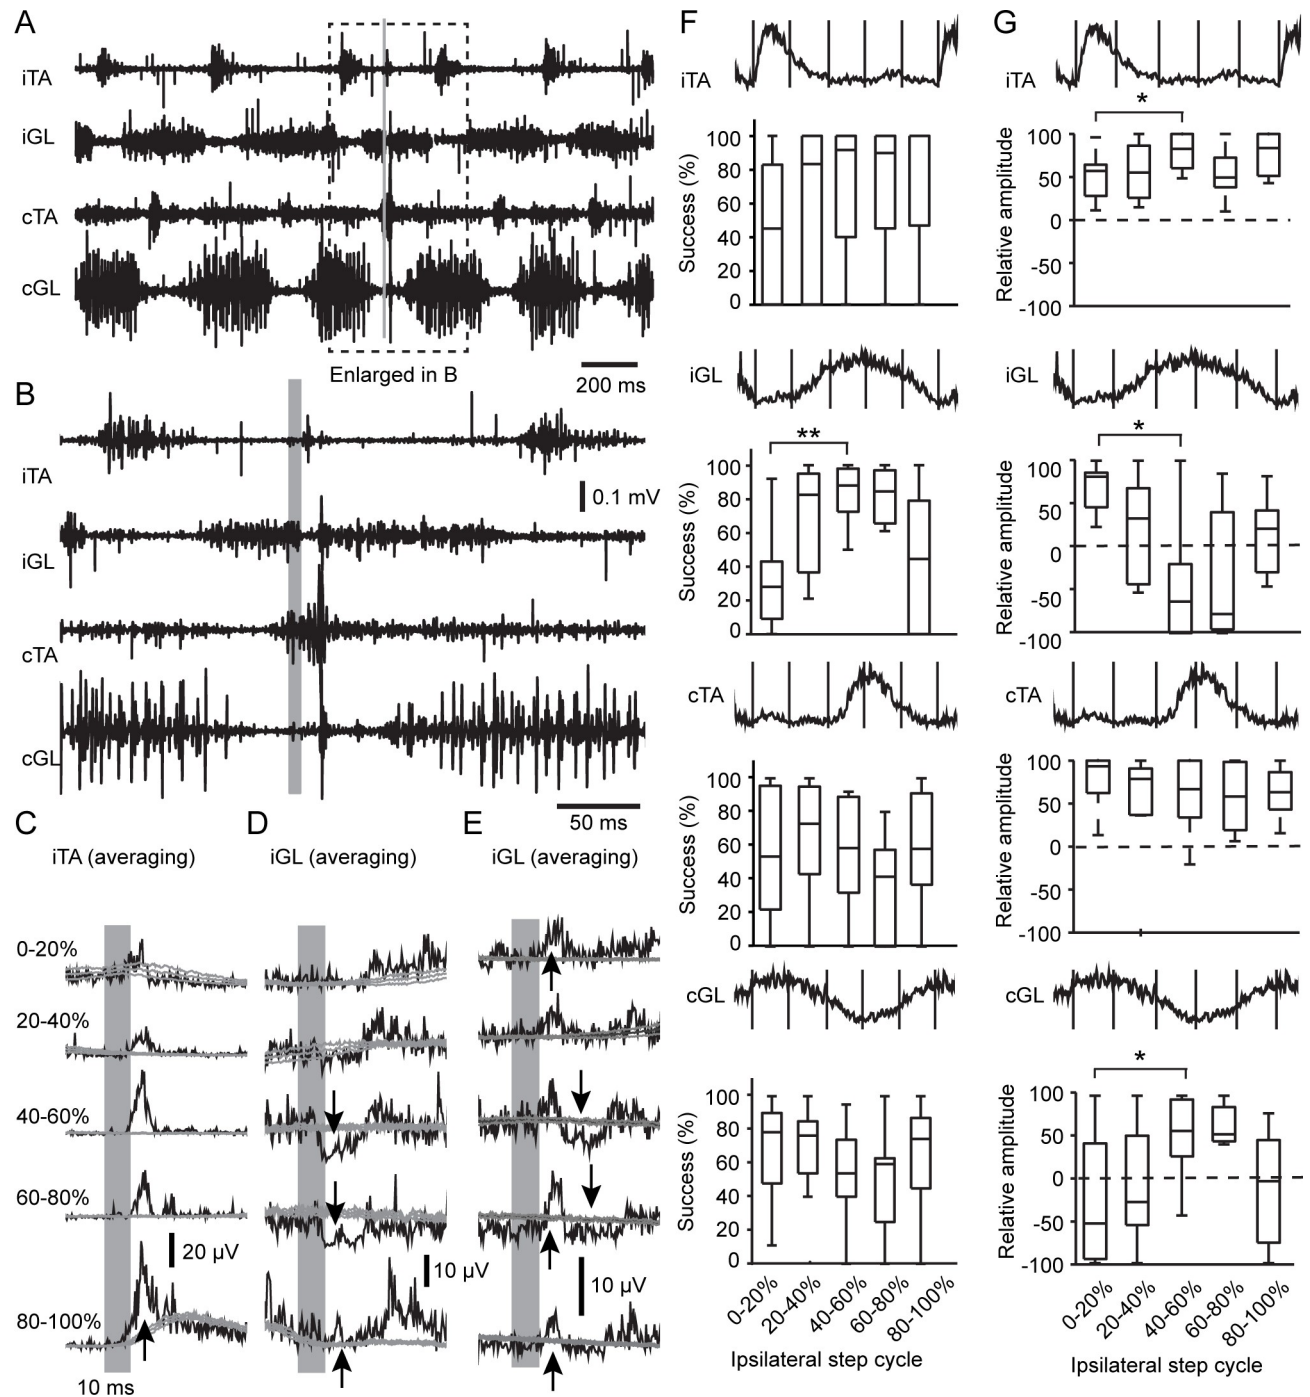 A
iTA
iGL
cTA
cGL
Enlarged in B
200 ms
B
iTA
0.1 mV
iGL
cTA
cGL
50 ms
C
iTA (averaging)
D
iGL (averaging)
E
iGL (averaging)
0-20%
20-40%
40-60%
60-80%
20 µV
10 µV
10 µV
80-100%
10 ms
F
iTA
Success (%)
100
80
60
40
20
0
iGL
**
Success (%)
100
80
60
40
20
0
cTA
Success (%)
100
80
60
40
20
0
cGL
Success (%)
100
80
60
40
20
0
0-20%
20-40%
40-60%
60-80%
80-100%
Ipsilateral step cycle
G
iTA
*
Relative amplitude
100
50
0
-50
-100
iGL
*
Relative amplitude
100
50
0
-50
-100
cTA
Relative amplitude
100
50
0
-50
-100
cGL
*
Relative amplitude
100
50
0
-50
-100
0-20%
20-40%
40-60%
60-80%
80-100%
Ipsilateral step cycle